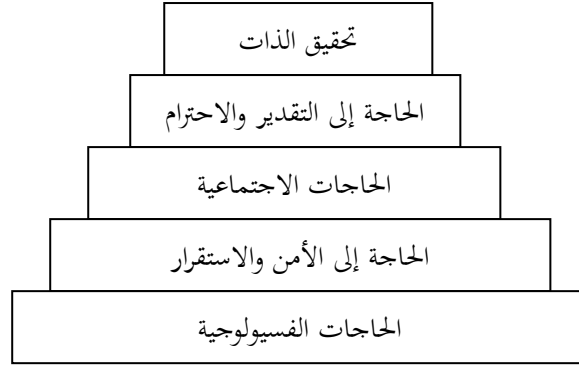 تحقيق الذات
الحاجة إلى التقدير والاحترام
الحاجات الاجتماعية
الحاجة إلى الأمن والاستقرار
الحاجات الفسيولوجية